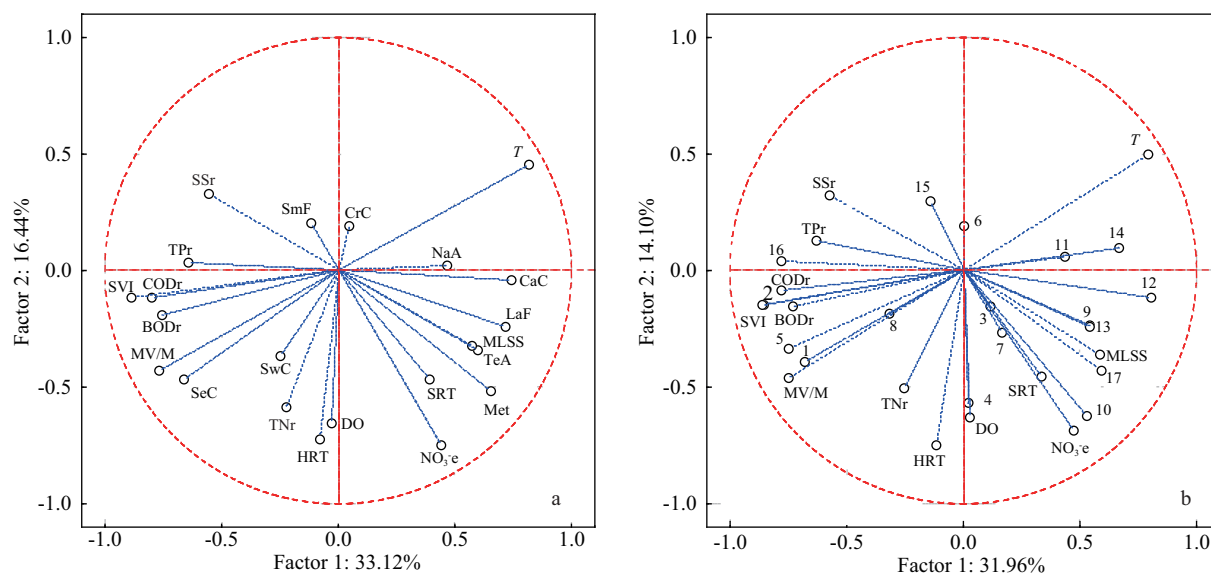 1.0
0.5
0.0
-0.5
-1.0
Factor 2: 16.44%
T
SSr
SmF
CrC
TPr
NaA
CaC
SVI
CODr
BODr
LaF
MLSS
TeA
MV/M
SeC
SwC
SRT
Met
TNr
DO
HRT
NO₃⁻e
a
-1.0 -0.5 0.0 0.5 1.0
Factor 1: 33.12%
1.0
0.5
0.0
-0.5
-1.0
Factor 2: 14.10%
T
SSr
15
6
TPr
14
11
16
CODr
12
2
SVI
BODr
3
9
13
8
7
5
1
MLSS
17
MV/M
SRT
TNr
4
10
DO
HRT
NO₃⁻e
b
-1.0 -0.5 0.0 0.5 1.0
Factor 1: 31.96%